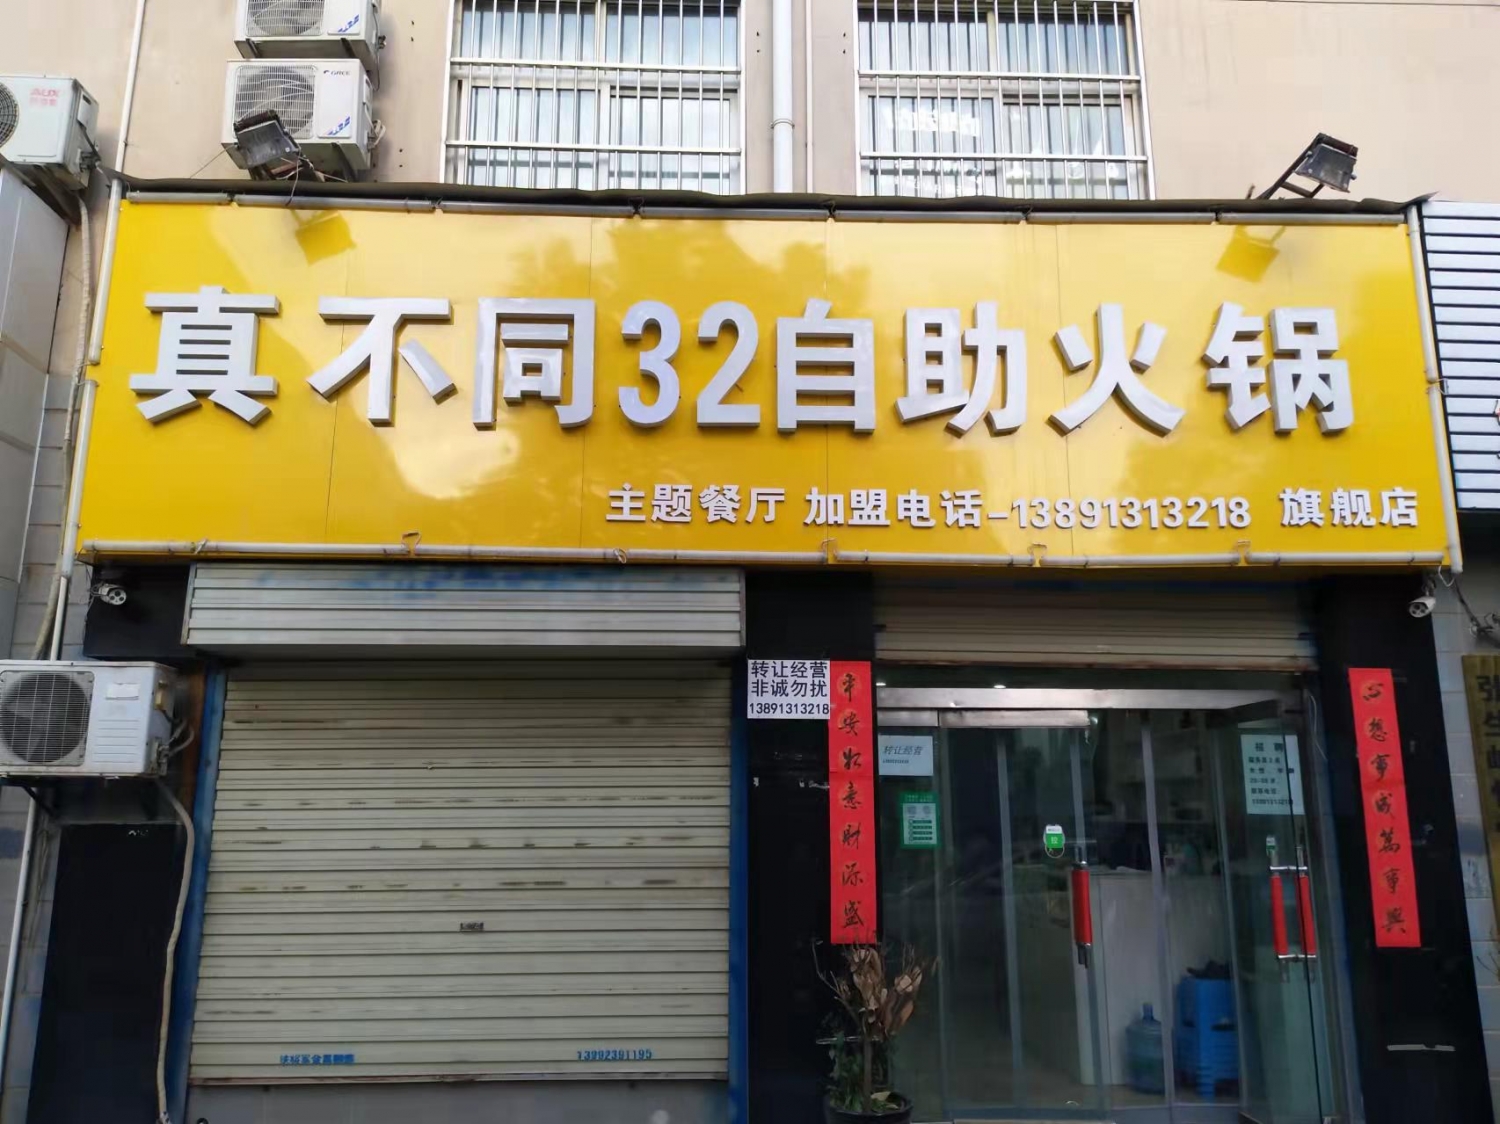 GREE
真不同32自助火锅
主题餐厅 加盟电话-13891313218 旗舰店
转让经营
非诚勿扰
13891313218
平安如意财源盛
心想事成万事兴
转让经营
招聘
13992391195